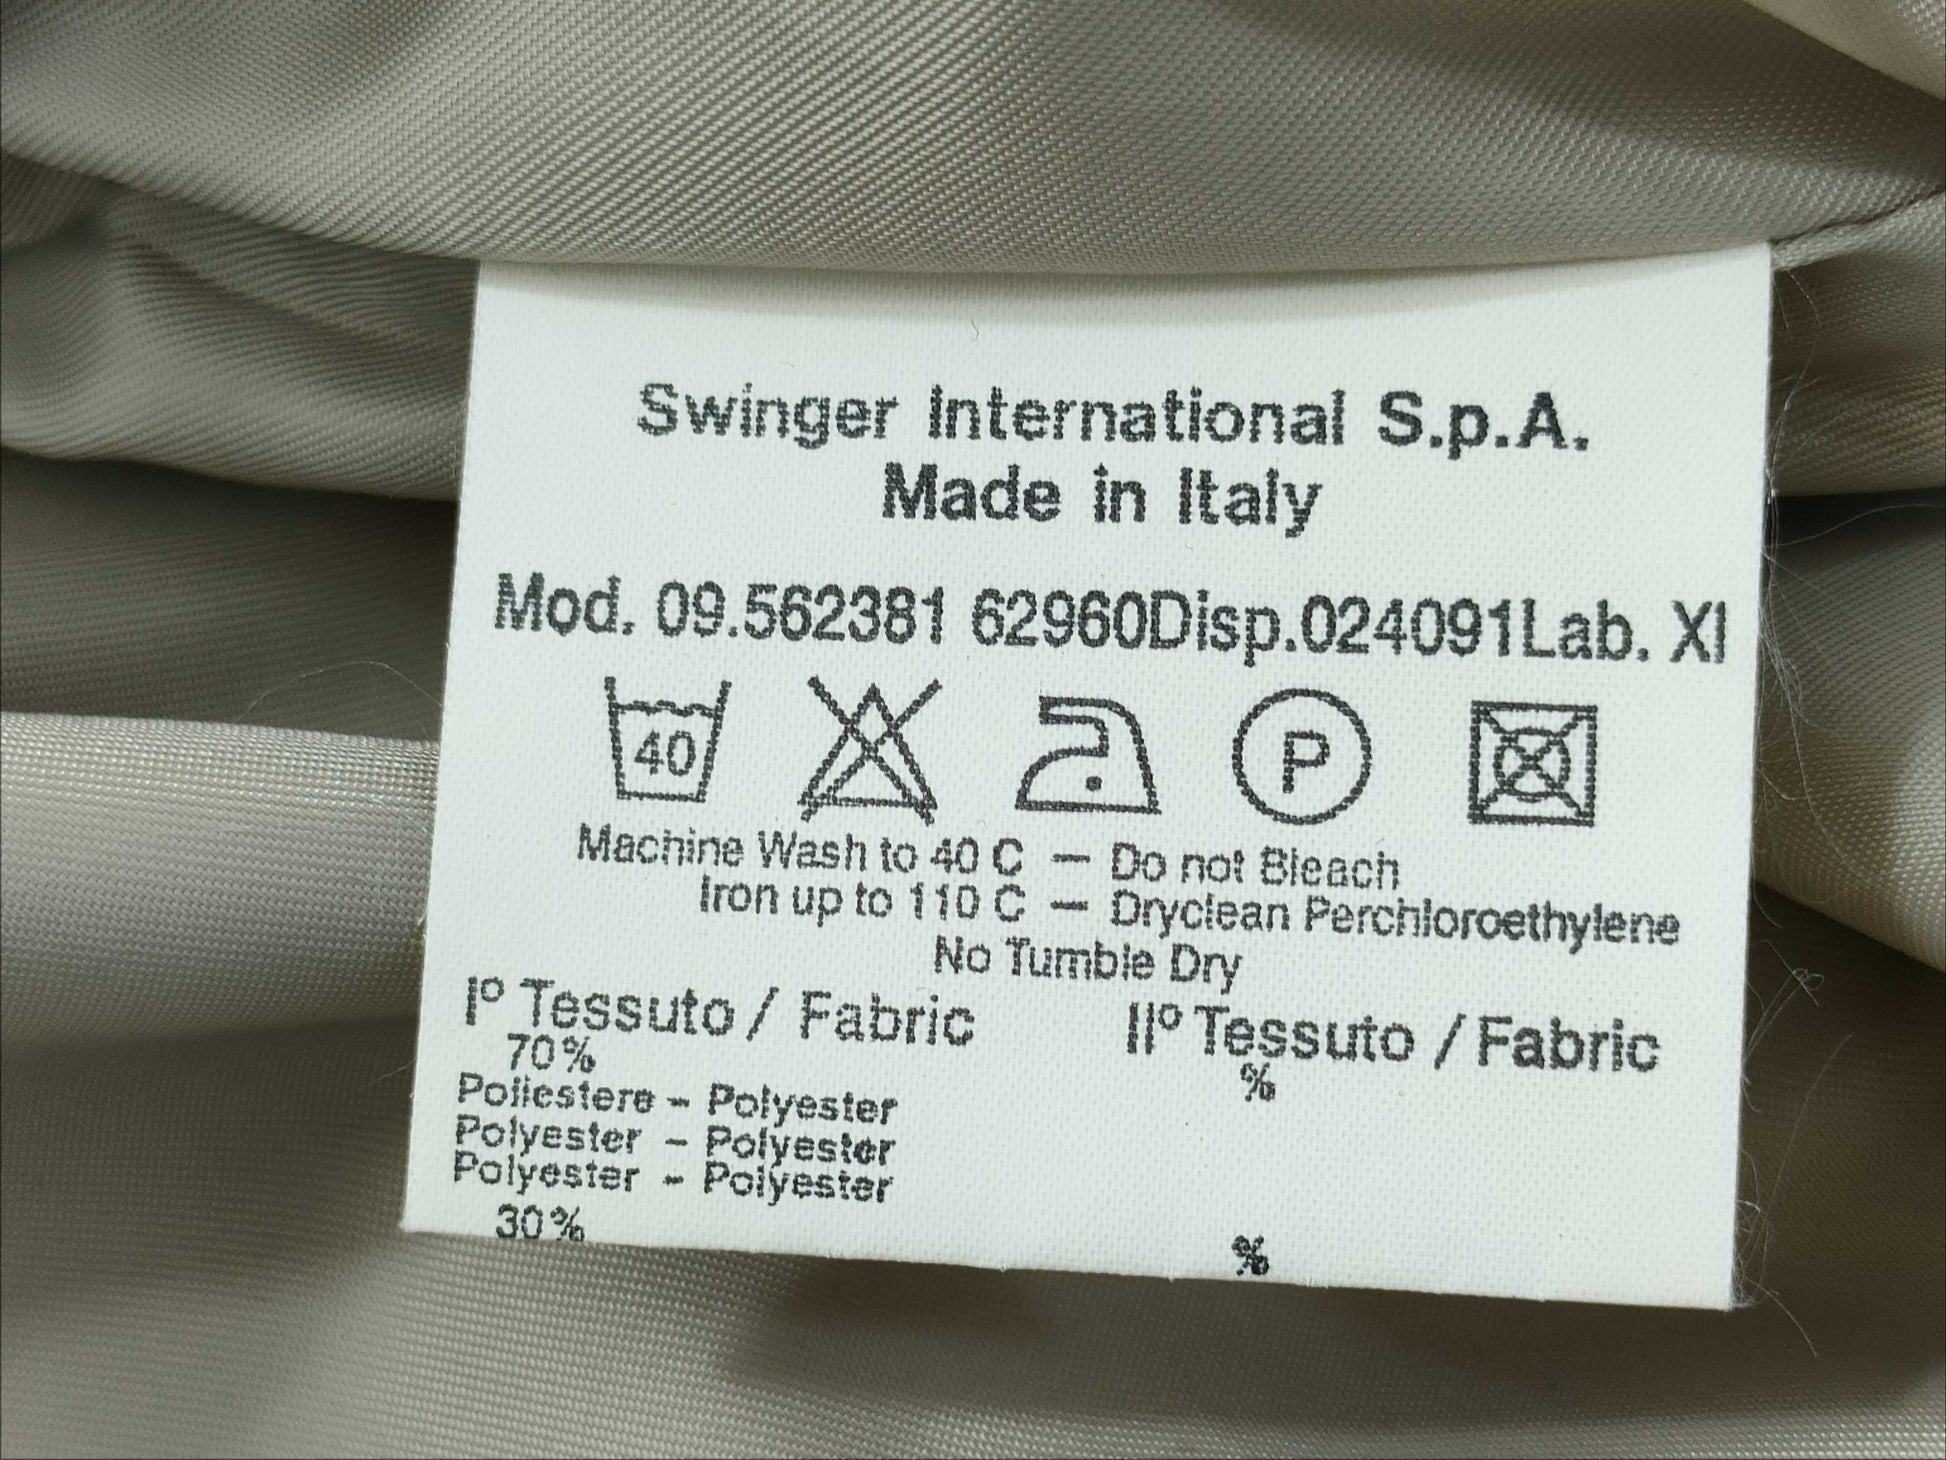 Swinger International S.p.A.
Made in Italy
Mod. 09.562381 62960Disp.024091Lab. XI
40 P
Machine Wash to 40 C — Do not Bleach
Iron up to 110 C — Dryclean Perchloroethylene
No Tumble Dry
I° Tessuto / Fabric II° Tessuto / Fabric
70% %
Poliestere - Polyester
Polyester - Polyester
Polyester - Polyester
30% %